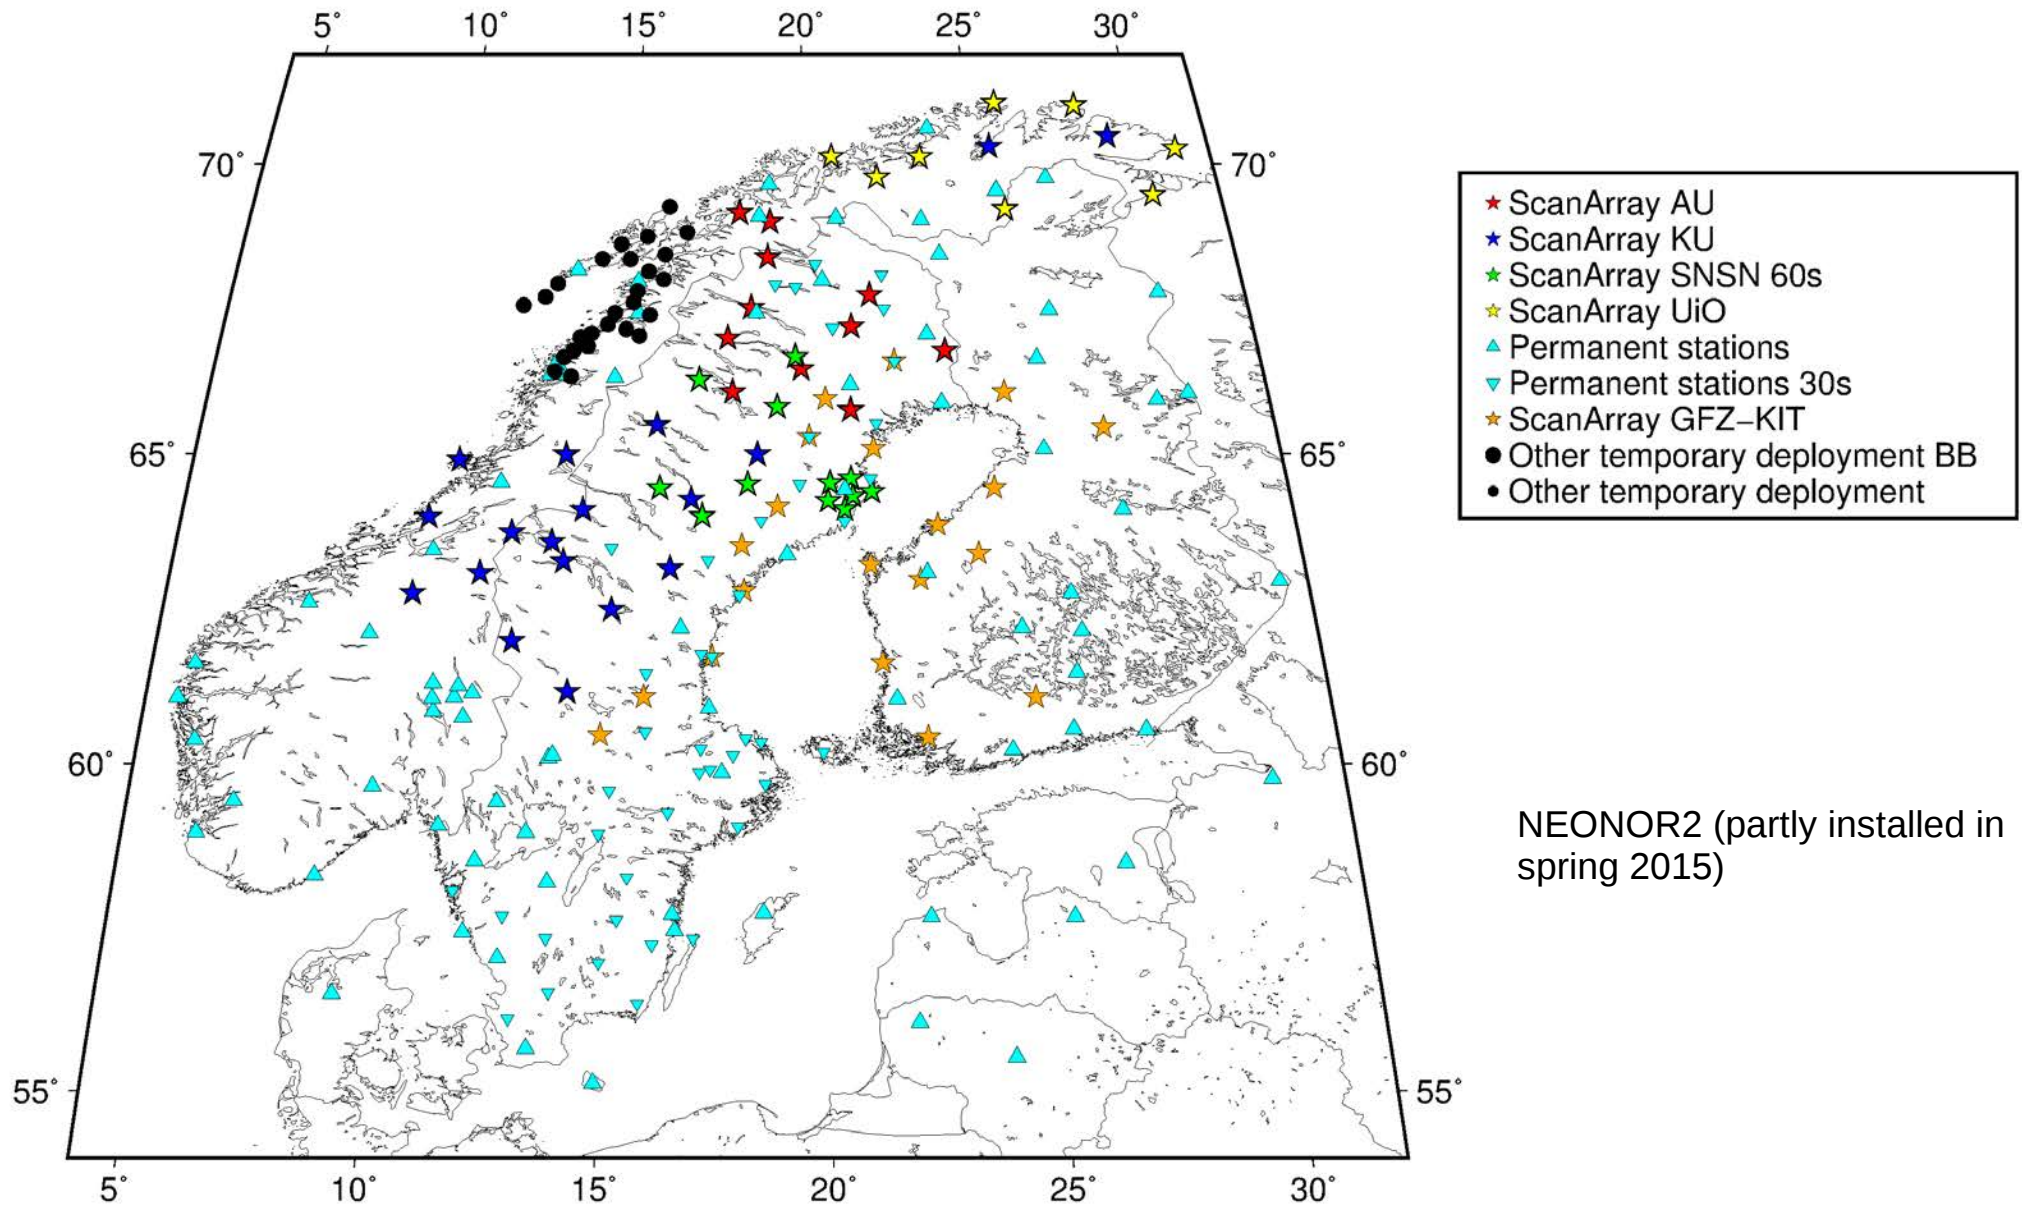 5° 10° 15° 20° 25° 30°
70° 70°
ScanArray AU
ScanArray KU
ScanArray SNSN 60s
ScanArray UiO
Permanent stations
Permanent stations 30s
ScanArray GFZ−KIT
Other temporary deployment BB
Other temporary deployment
65° 65°
60° 60°
NEONOR2 (partly installed in
spring 2015)
55° 55°
5° 10° 15° 20° 25° 30°